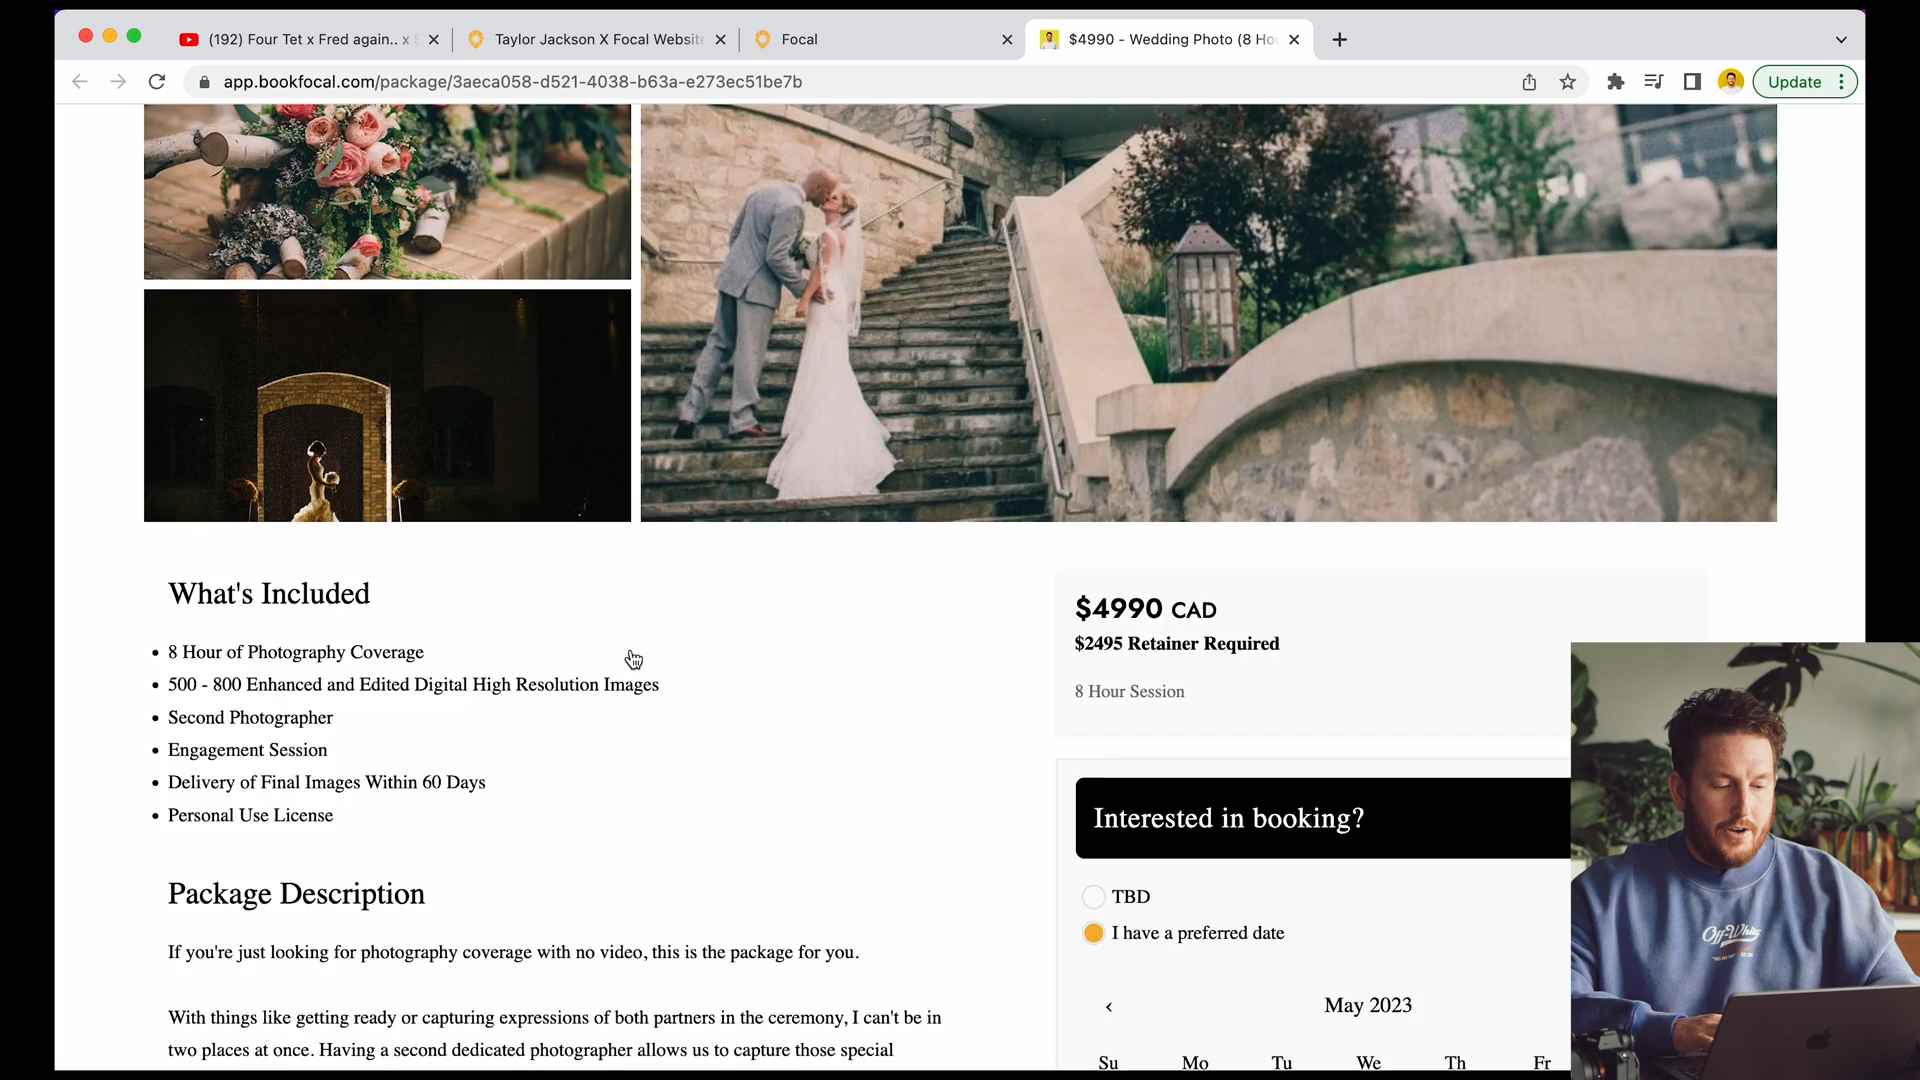 (192) Four Tet x Fred again.. x
Taylor Jackson X Focal Website
Focal
$4990 - Wedding Photo (8 Ho
app.bookfocal.com/package/3aeca058-d521-4038-b63a-e273ec51be7b
Update
What's Included
• 8 Hour of Photography Coverage
• 500 - 800 Enhanced and Edited Digital High Resolution Images
• Second Photographer
• Engagement Session
• Delivery of Final Images Within 60 Days
• Personal Use License
Package Description
If you're just looking for photography coverage with no video, this is the package for you.
With things like getting ready or capturing expressions of both partners in the ceremony, I can't be in
two places at once. Having a second dedicated photographer allows us to capture those special
$4990 CAD
$2495 Retainer Required
8 Hour Session
Interested in booking?
TBD
I have a preferred date
May 2023
Su Mo Tu We Th Fr
Off-White